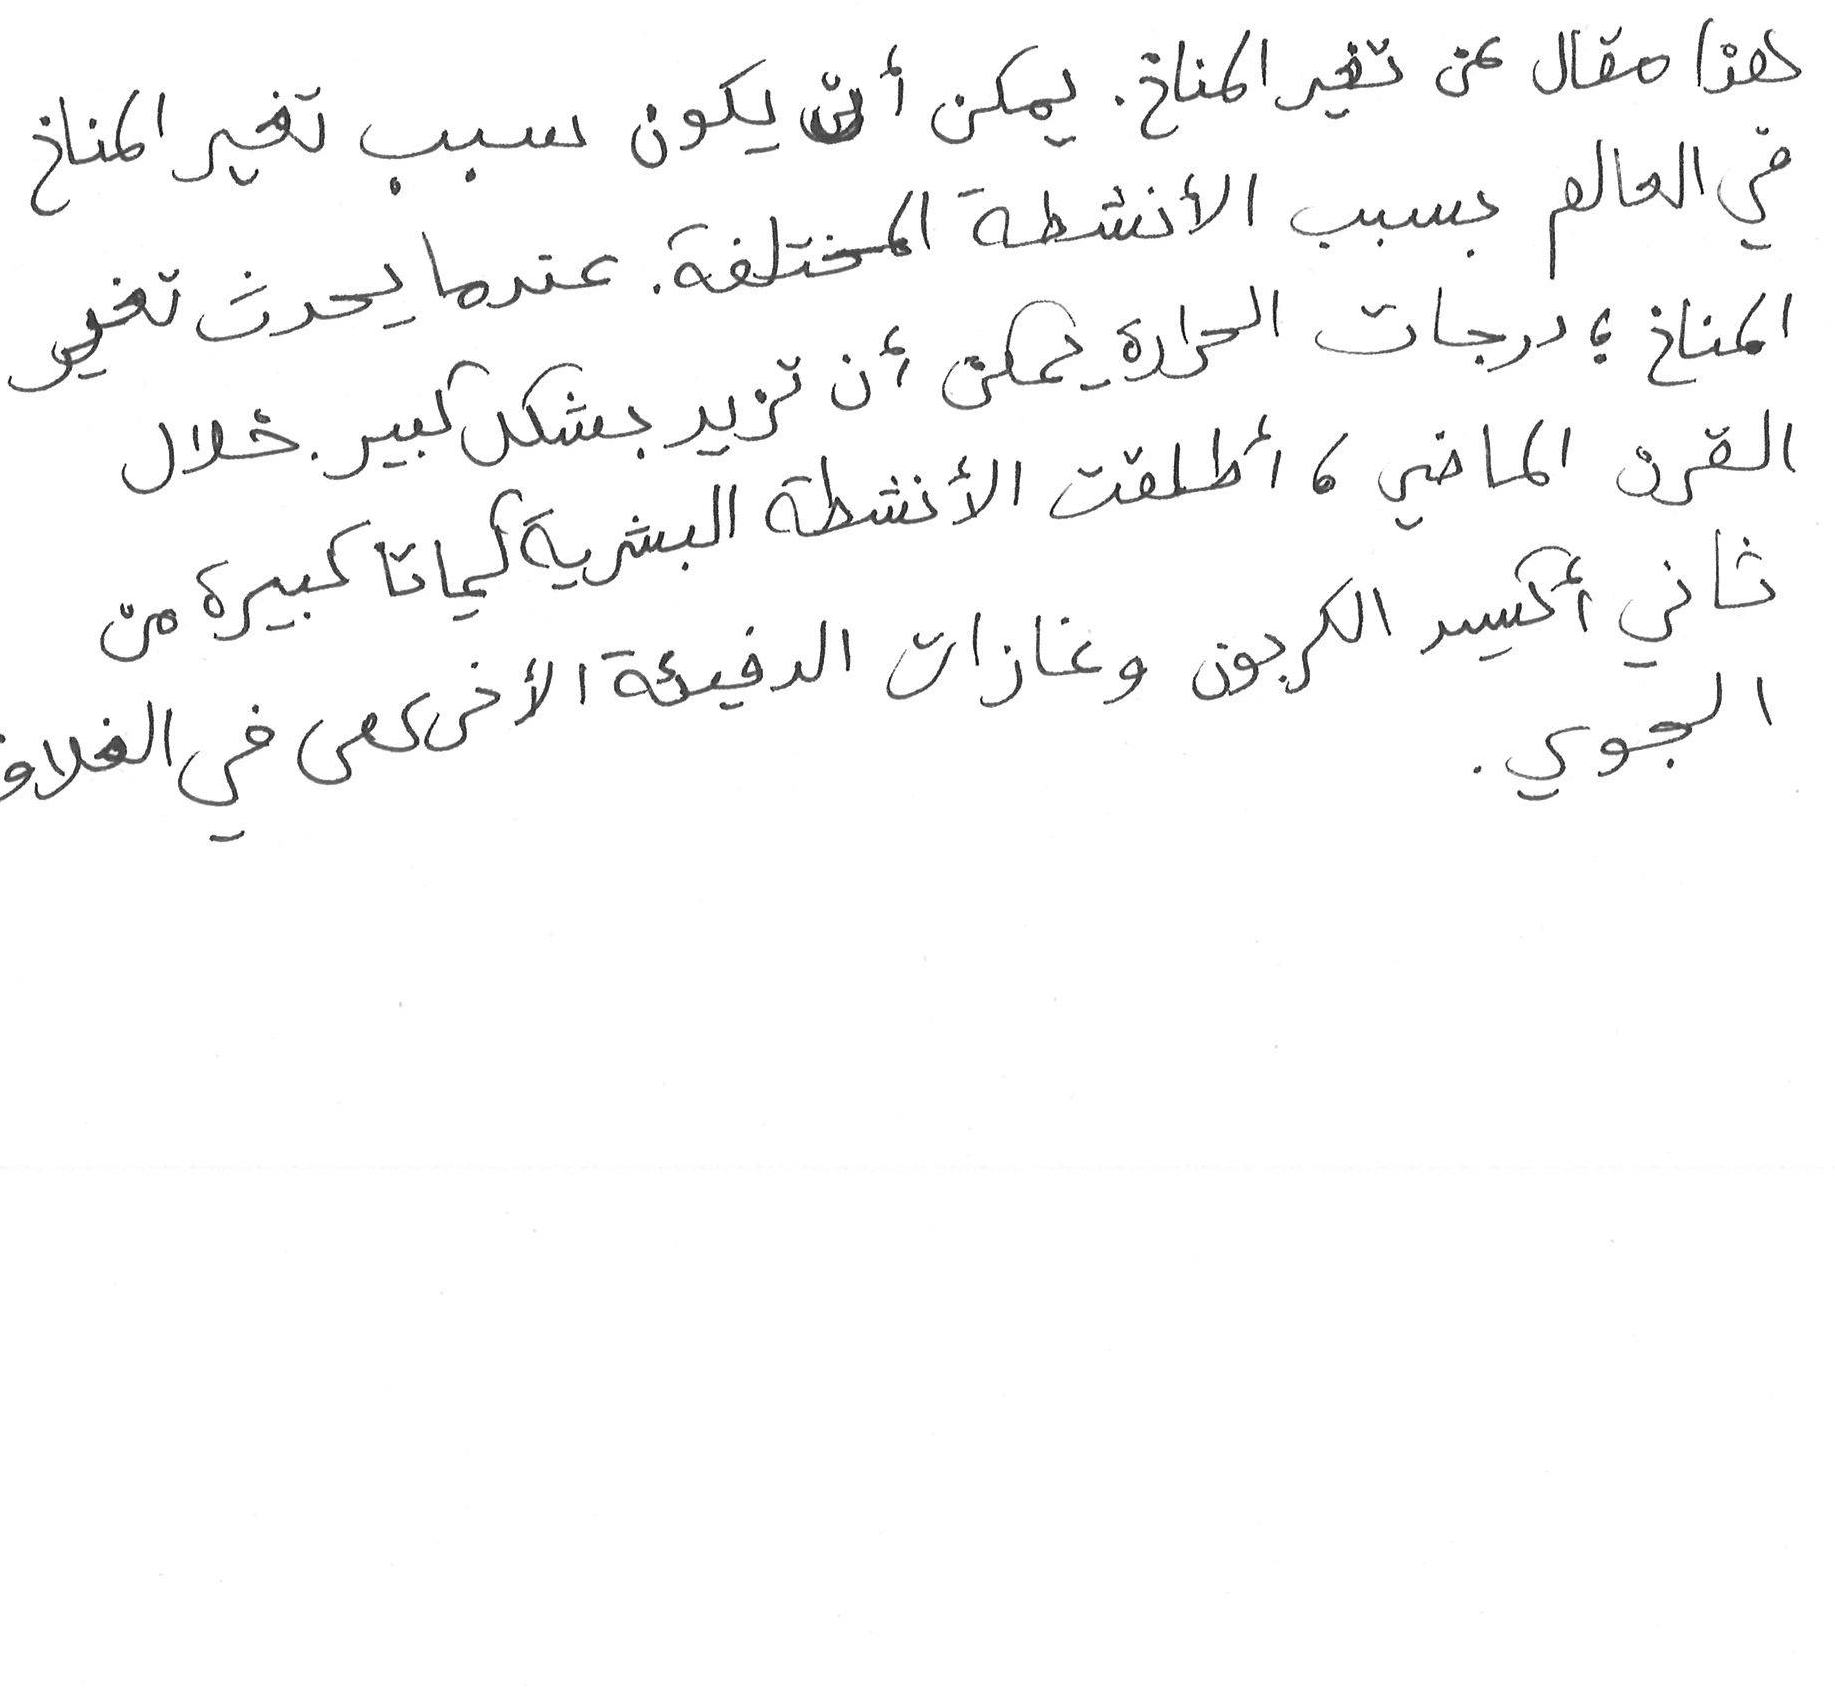 هذا مقال عن تغير المناخ. يمكن أن يكون سبب تغير المناخ
في العالم بسبب الأنشطة المختلفة. عندما يحدث تغير
المناخ، درجات الحرارة يمكن أن تزيد بشكل كبير. خلال
القرن الماضي، أطلقت الأنشطة البشرية كمياتا كبيرة من
ثاني أكسيد الكربون وغازات الدفيئة الأخرى في الغلاف
الجوي.